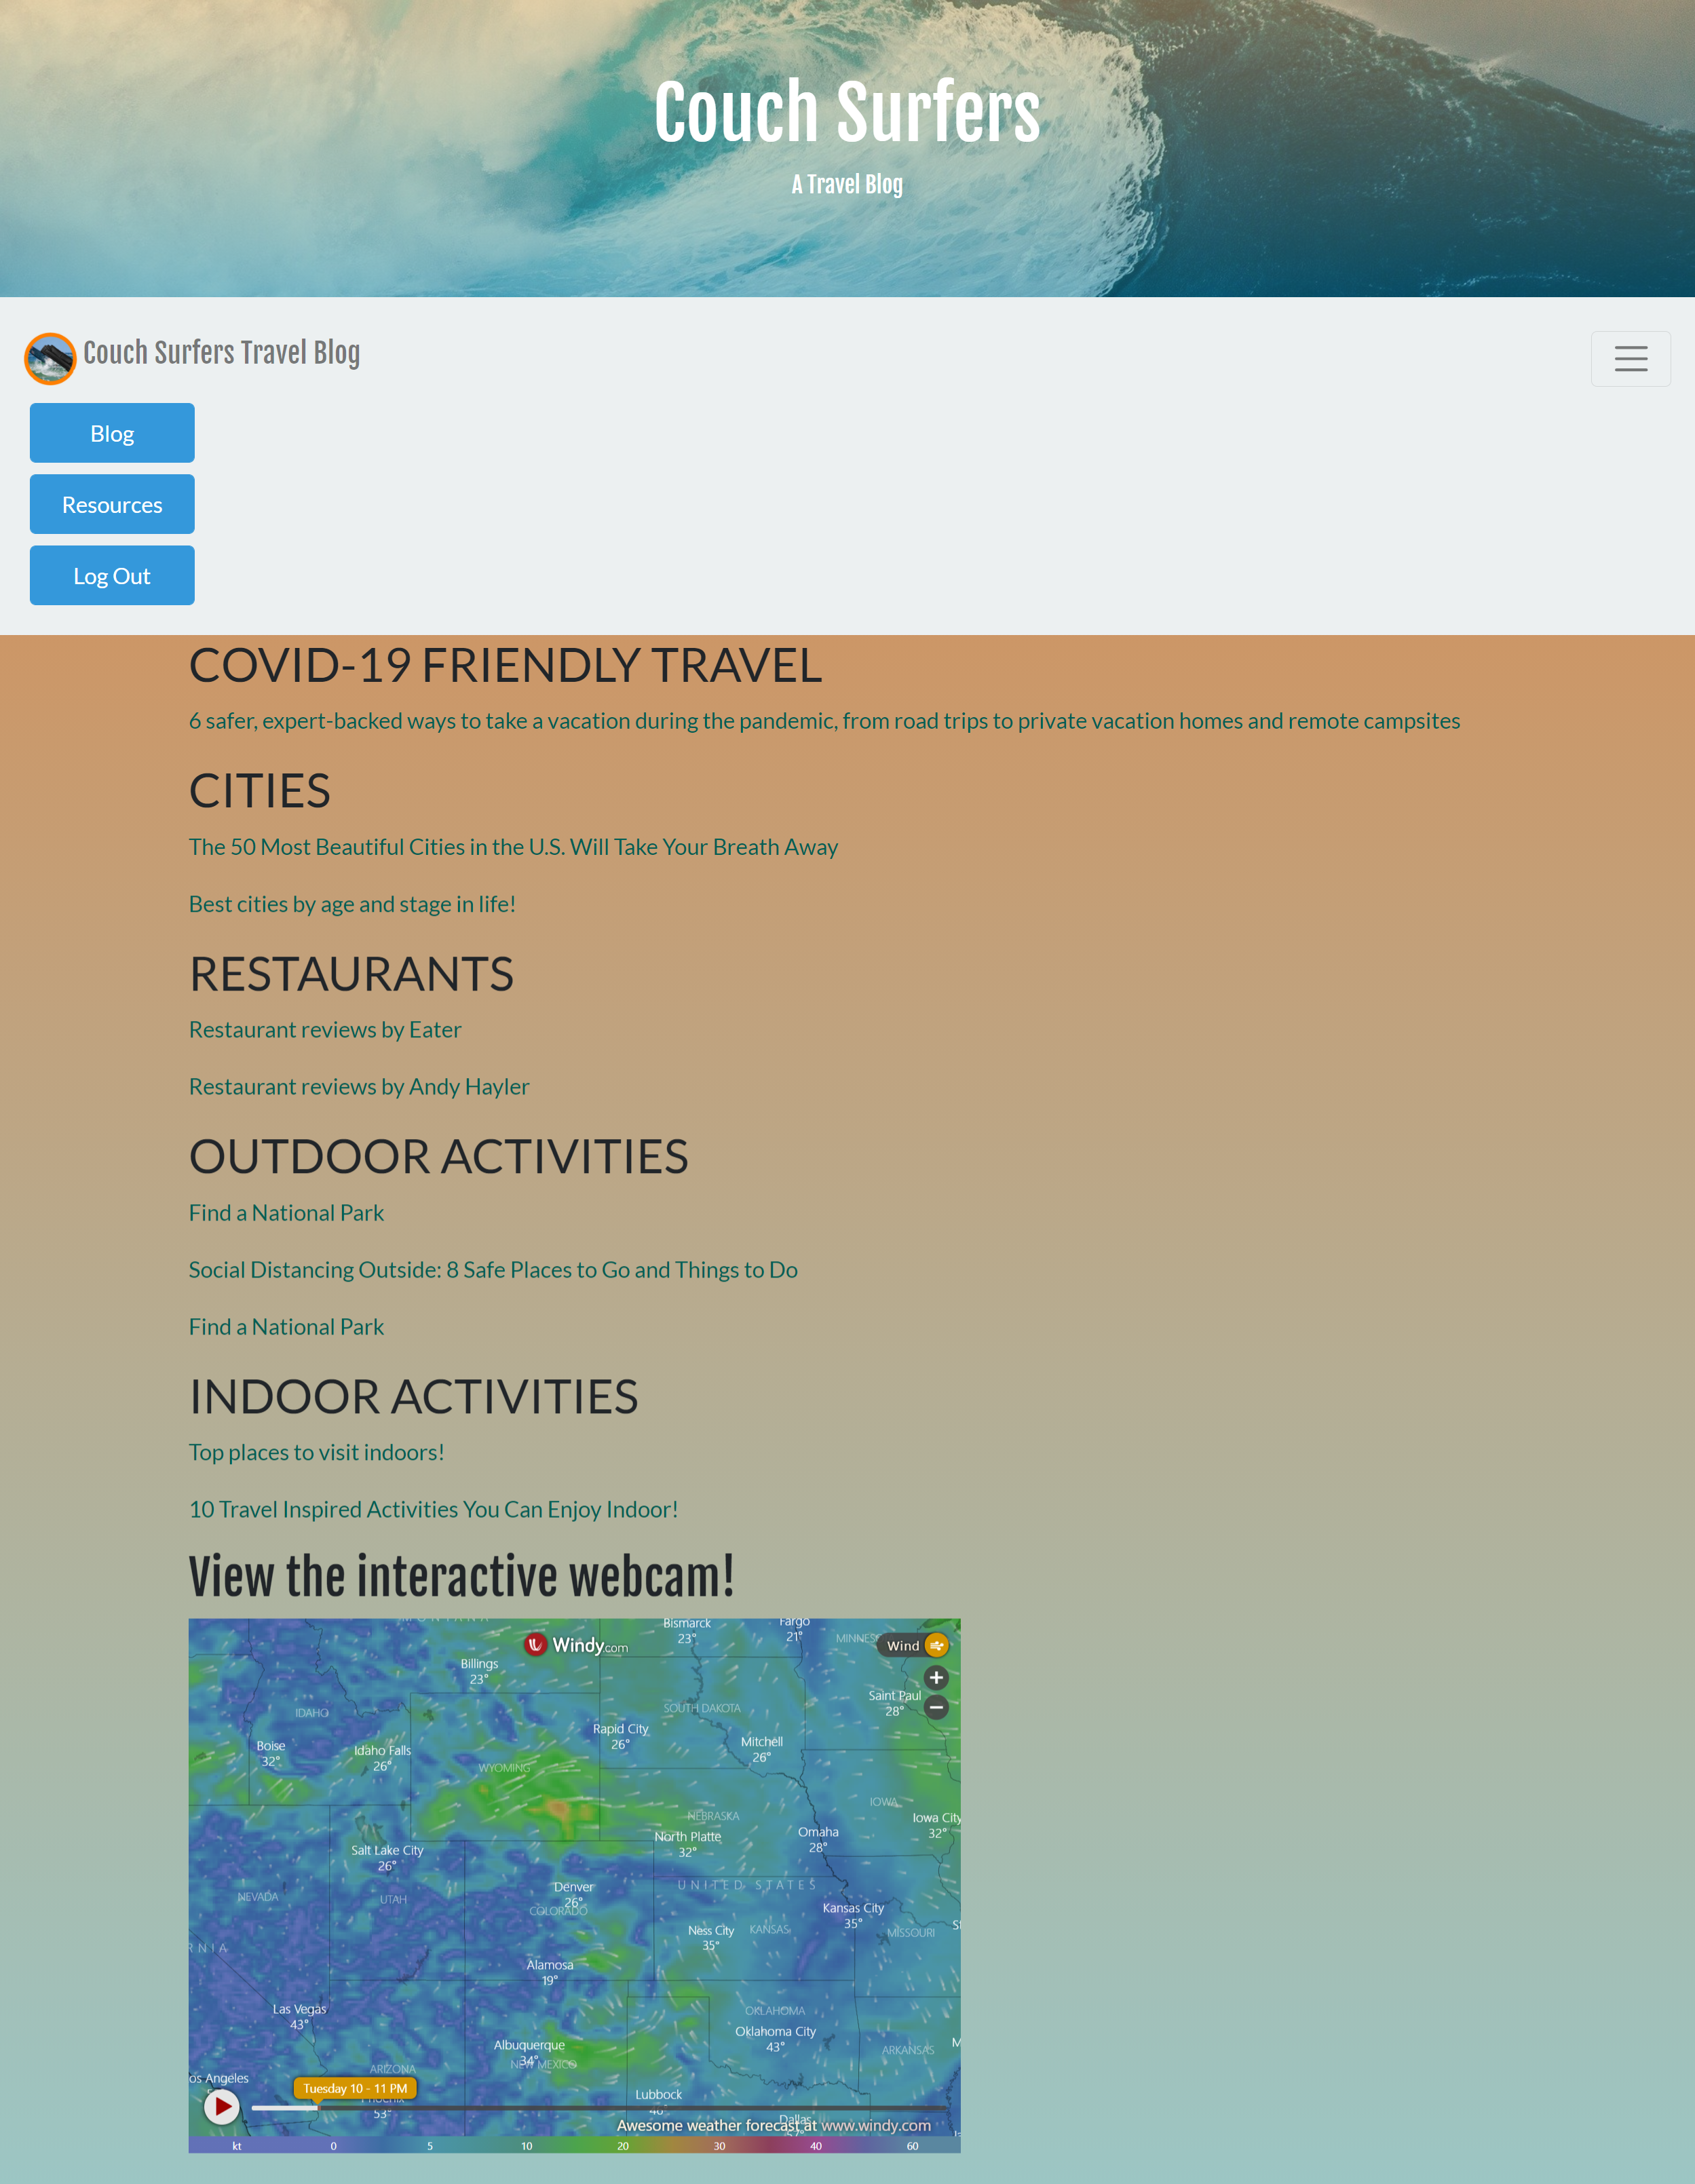 Couch Surfers
A Travel Blog
Couch Surfers Travel Blog
Blog
Resources
Log Out
COVID-19 FRIENDLY TRAVEL
6 safer, expert-backed ways to take a vacation during the pandemic, from road trips to private vacation homes and remote campsites
CITIES
The 50 Most Beautiful Cities in the U.S. Will Take Your Breath Away
Best cities by age and stage in life!
RESTAURANTS
Restaurant reviews by Eater
Restaurant reviews by Andy Hayler
OUTDOOR ACTIVITIES
Find a National Park
Social Distancing Outside: 8 Safe Places to Go and Things to Do
Find a National Park
INDOOR ACTIVITIES
Top places to visit indoors!
10 Travel Inspired Activities You Can Enjoy Indoor!
View the interactive webcam!
Bismarck
23°
Fargo
21°
Windy.com
Wind
Billings
23°
+
Saint Paul
28°
−
SOUTH DAKOTA
IDAHO
Rapid City
26°
Mitchell
26°
Boise
32°
Idaho Falls
26°
WYOMING
IOWA
NEBRASKA
Iowa City
32°
Omaha
28°
North Platte
32°
Salt Lake City
26°
UNITED STATES
Denver
26°
NEVADA
UTAH
COLORADO
Kansas City
35°
Ness City
35°
KANSAS
MISSOURI
RNIA
Alamosa
19°
Las Vegas
43°
OKLAHOMA
Oklahoma City
43°
Albuquerque
34°
NEW MEXICO
ARKANSAS
ARIZONA
os Angeles
Tuesday 10 - 11 PM
Phoenix
53°
Lubbock
Dallas
Awesome weather forecast at www.windy.com
kt 0 5 10 20 30 40 60